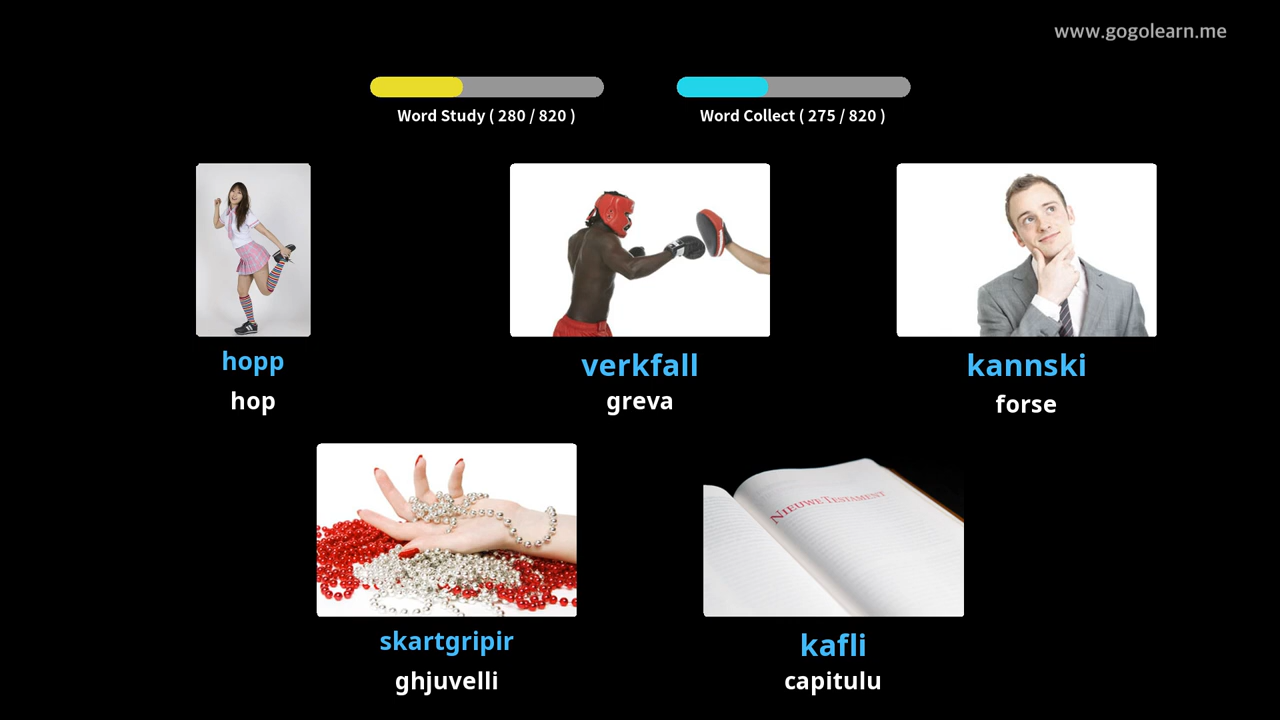 www.gogolearn.me
Word Study ( 280 / 820 )
Word Collect ( 275 / 820 )
hopp
hop
verkfall
greva
kannski
forse
NIEUWE TESTAMENT
skartgripir
ghjuvelli
kafli
capitulu